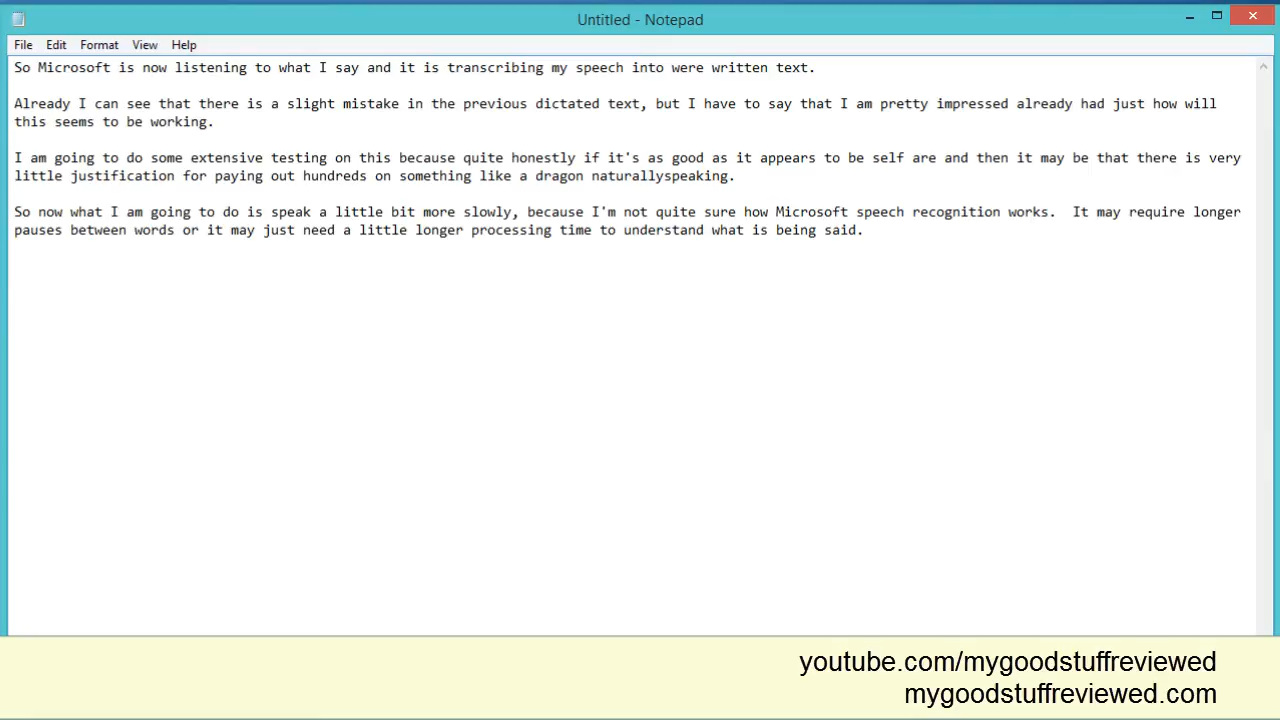 Untitled - Notepad
File Edit Format View Help
So Microsoft is now listening to what I say and it is transcribing my speech into were written text.
Already I can see that there is a slight mistake in the previous dictated text, but I have to say that I am pretty impressed already had just how will
this seems to be working.
I am going to do some extensive testing on this because quite honestly if it's as good as it appears to be self are and then it may be that there is very
little justification for paying out hundreds on something like a dragon naturallyspeaking.
So now what I am going to do is speak a little bit more slowly, because I'm not quite sure how Microsoft speech recognition works.  It may require longer
pauses between words or it may just need a little longer processing time to understand what is being said.
youtube.com/mygoodstuffreviewed
mygoodstuffreviewed.com